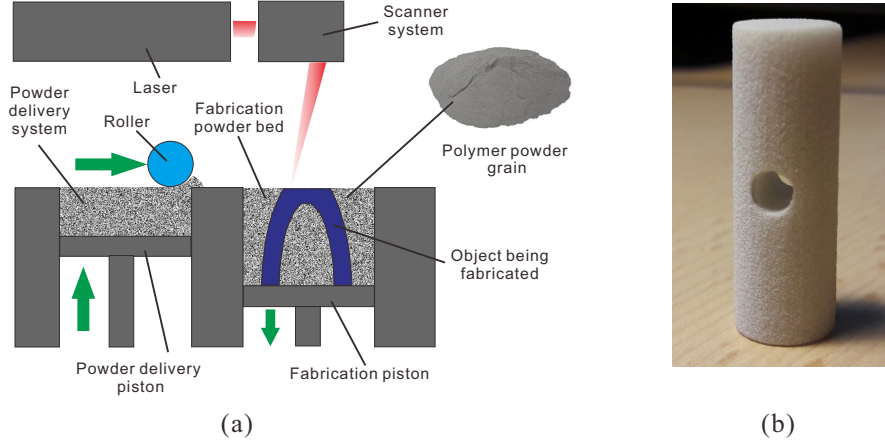 Scanner
system
Laser
Powder
delivery
system
Roller
Fabrication
powder bed
Polymer powder
grain
Object being
fabricated
Powder delivery
piston
Fabrication piston
(a)
(b)